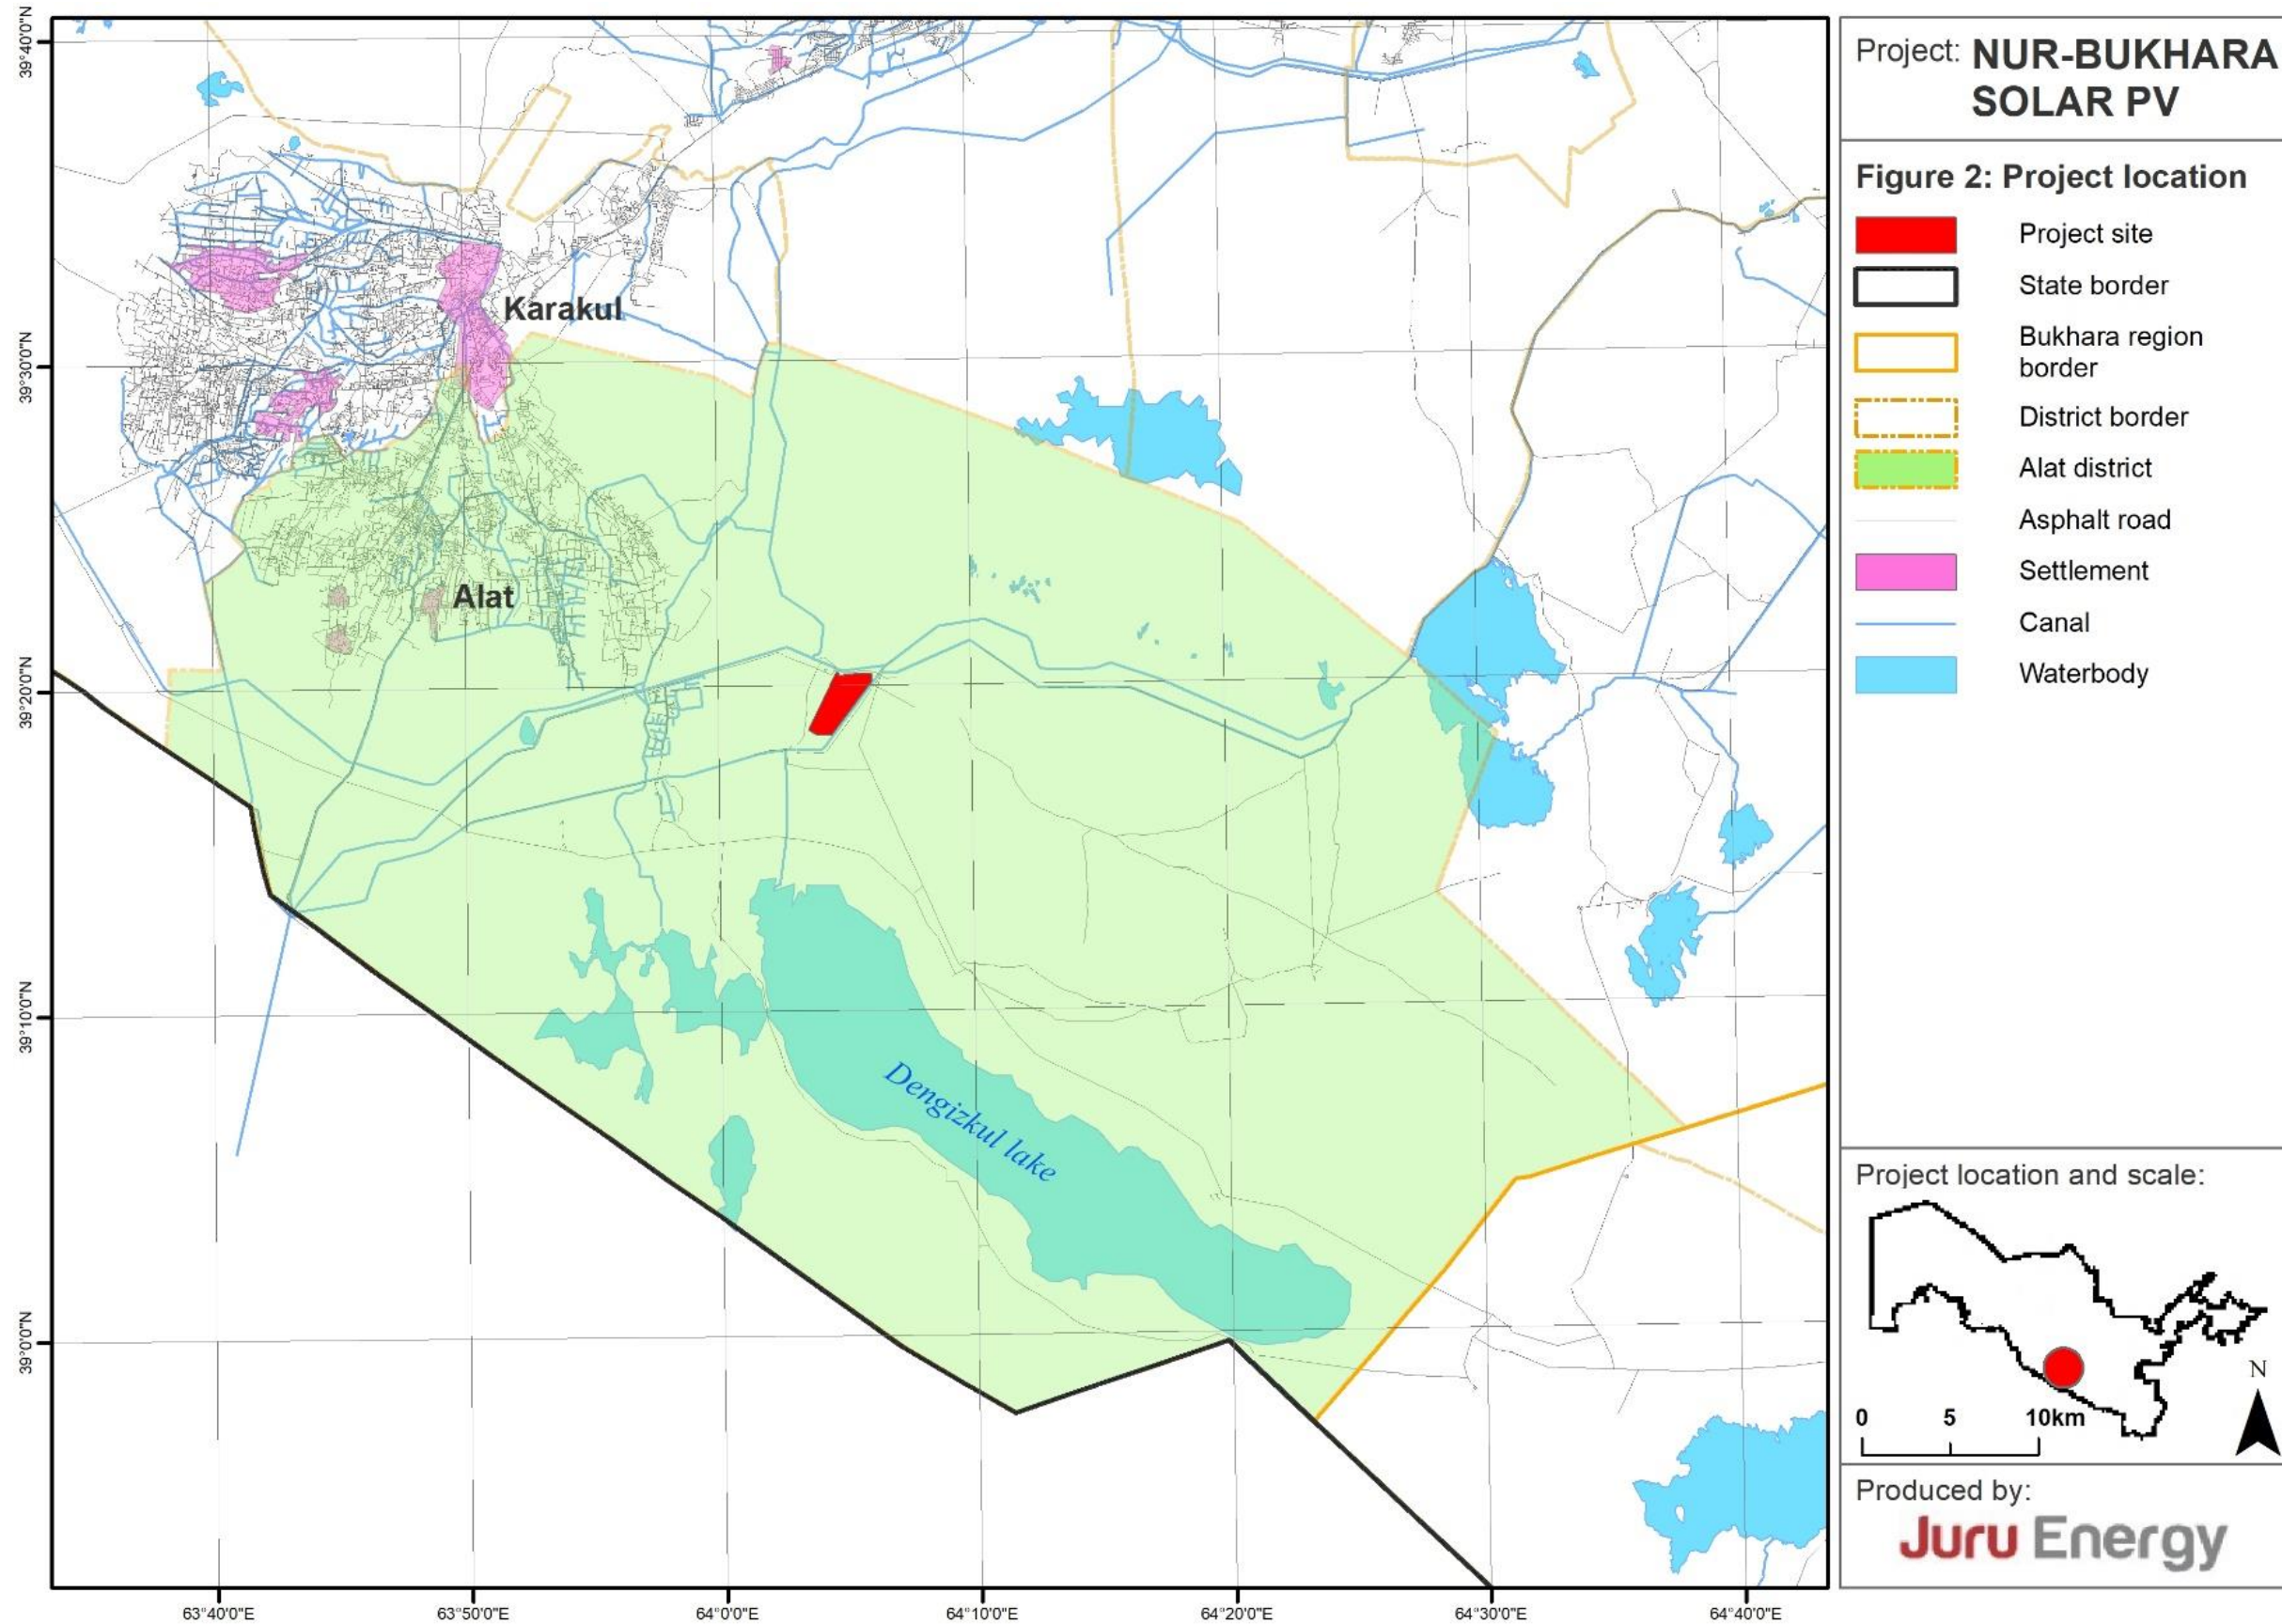 39°40'0"N
39°30'0"N
39°20'0"N
39°10'0"N
39°0'0"N
63°40'0"E
63°50'0"E
64°0'0"E
64°10'0"E
64°20'0"E
64°30'0"E
64°40'0"E
Karakul
Alat
Dengizkul lake
Project: NUR-BUKHARA
SOLAR PV
Figure 2: Project location
Project site
State border
Bukhara region
border
District border
Alat district
Asphalt road
Settlement
Canal
Waterbody
Project location and scale:
N
0 5 10km
Produced by:
Juru Energy